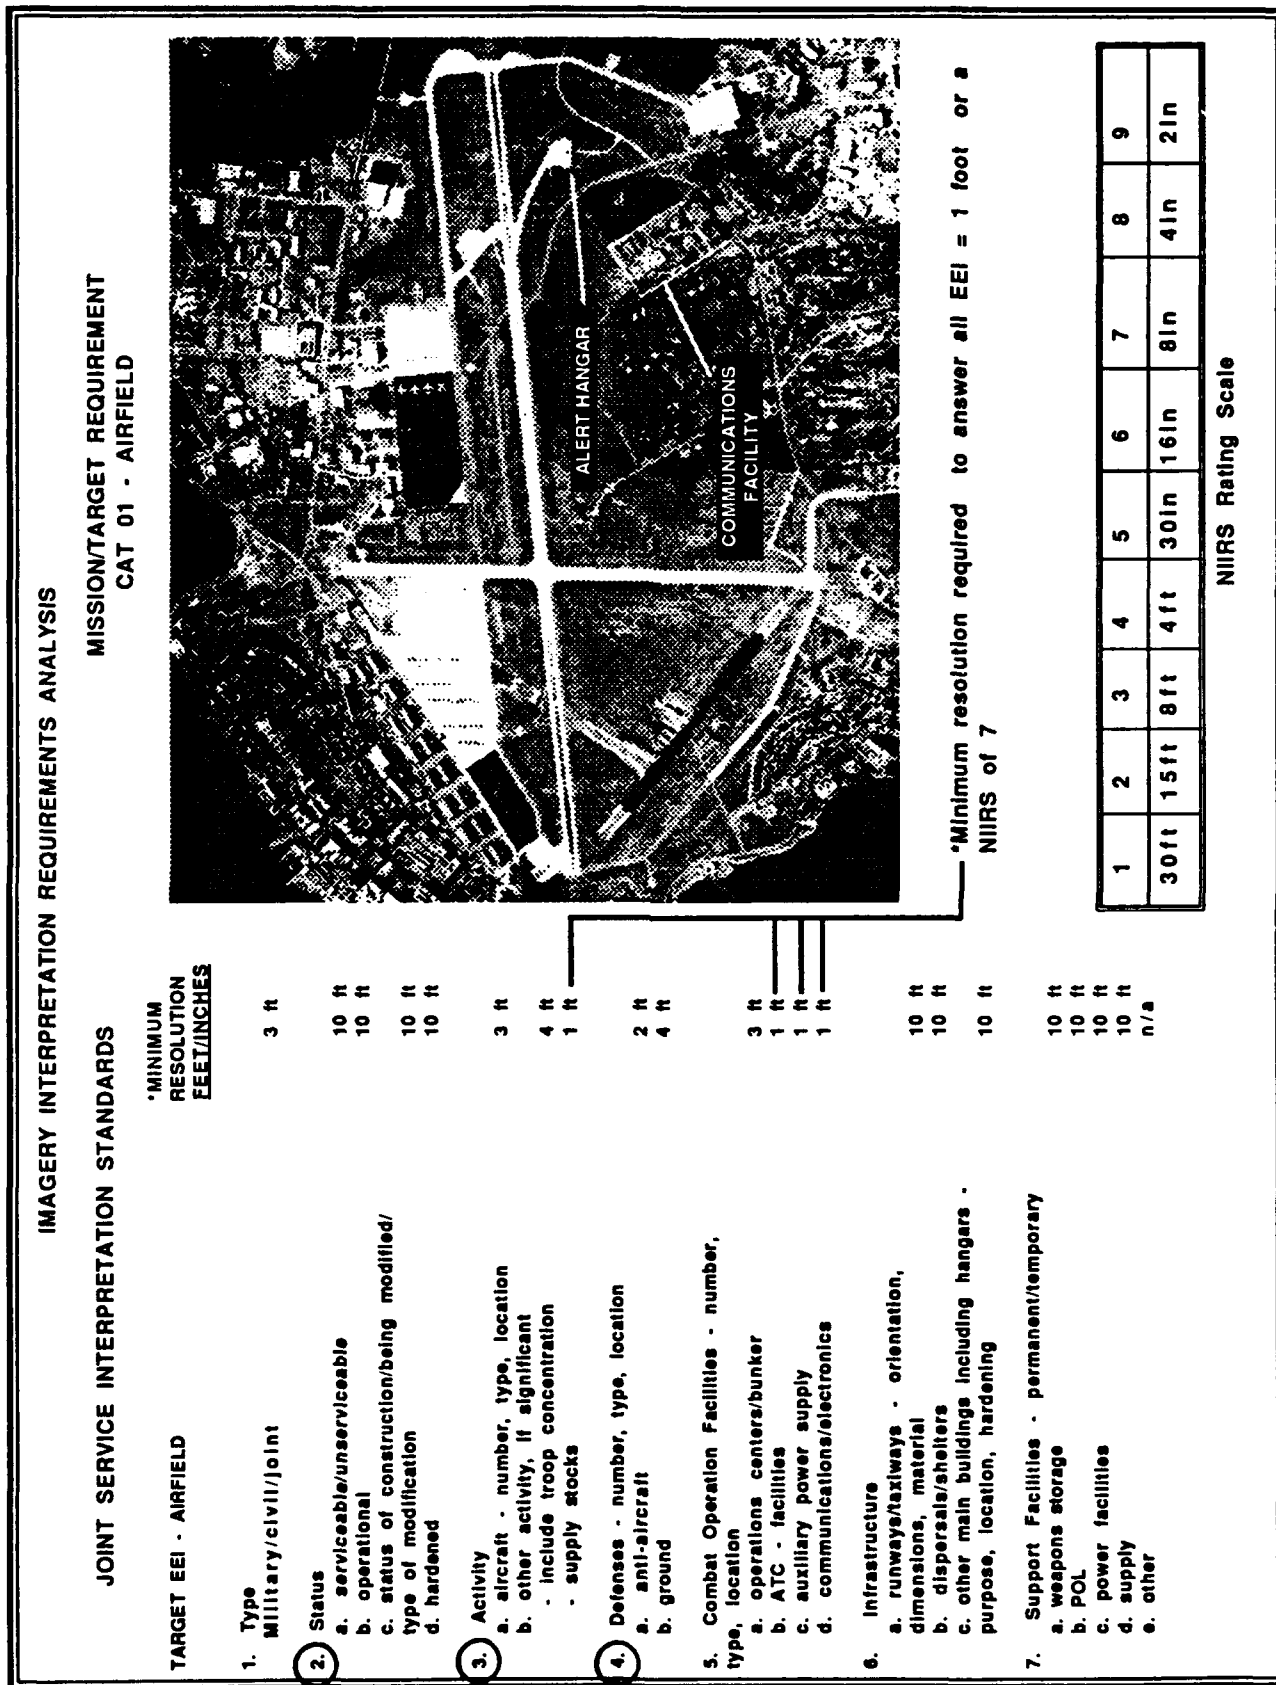 IMAGERY INTERPRETATION REQUIREMENTS ANALYSIS
JOINT SERVICE INTERPRETATION STANDARDS
TARGET EEI - AIRFIELD
*MINIMUM
RESOLUTION
FEET/INCHES
1. Type
Military/civil/joint 3 ft
2. Status
a. serviceable/unserviceable 10 ft
b. operational 10 ft
c. status of construction/being modified/
type of modification 10 ft
d. hardened 10 ft
3. Activity
a. aircraft - number, type, location 3 ft
b. other activity, if significant
- include troop concentration 4 ft
- supply stocks 1 ft
4. Defenses - number, type, location
a. anti-aircraft 2 ft
b. ground 4 ft
5. Combat Operation Facilities - number,
type, location
a. operations centers/bunker 3 ft
b. ATC - facilities 1 ft
c. auxiliary power supply 1 ft
d. communications/electronics 1 ft
6. Infrastructure
a. runways/taxiways - orientation,
dimensions, material 10 ft
b. dispersals/shelters 10 ft
c. other main buildings including hangars -
purpose, location, hardening 10 ft
7. Support Facilities - permanent/temporary
a. weapons storage 10 ft
b. POL 10 ft
c. power facilities 10 ft
d. supply 10 ft
e. other n/a
MISSION/TARGET REQUIREMENT
CAT 01 - AIRFIELD
ALERT HANGAR
COMMUNICATIONS
FACILITY
*Minimum resolution required to answer all EEI = 1 foot or a
NIIRS of 7
1 2 3 4 5 6 7 8 9
30ft 15ft 8ft 4ft 30in 16in 8in 4in 2in
NIIRS Rating Scale